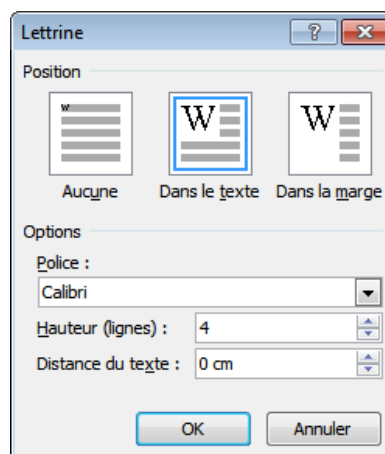 Lettrine
Position
W W W
Aucune Dans le texte Dans la marge
Options
Police :
Calibri
Hauteur (lignes) : 4
Distance du texte : 0 cm
OK Annuler